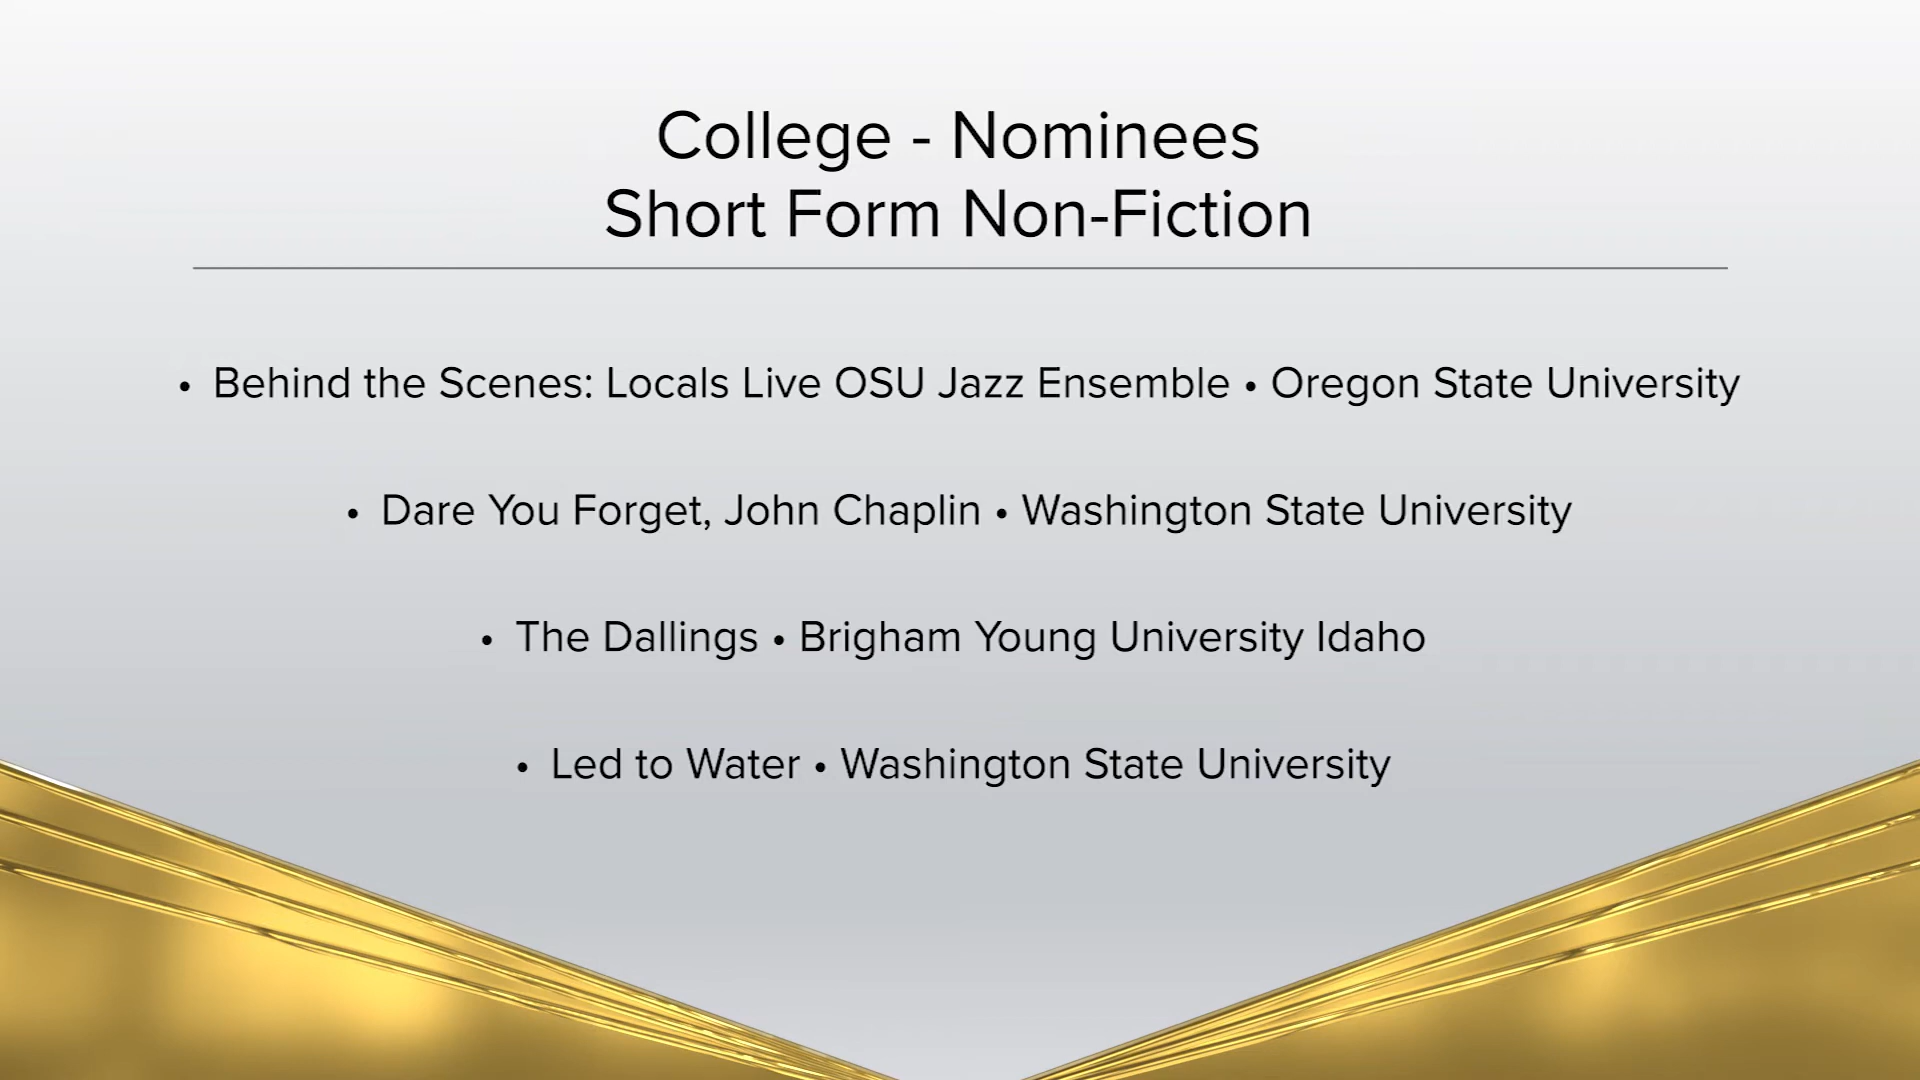 College - Nominees
Short Form Non-Fiction
• Behind the Scenes: Locals Live OSU Jazz Ensemble • Oregon State University
• Dare You Forget, John Chaplin • Washington State University
• The Dallings • Brigham Young University Idaho
• Led to Water • Washington State University